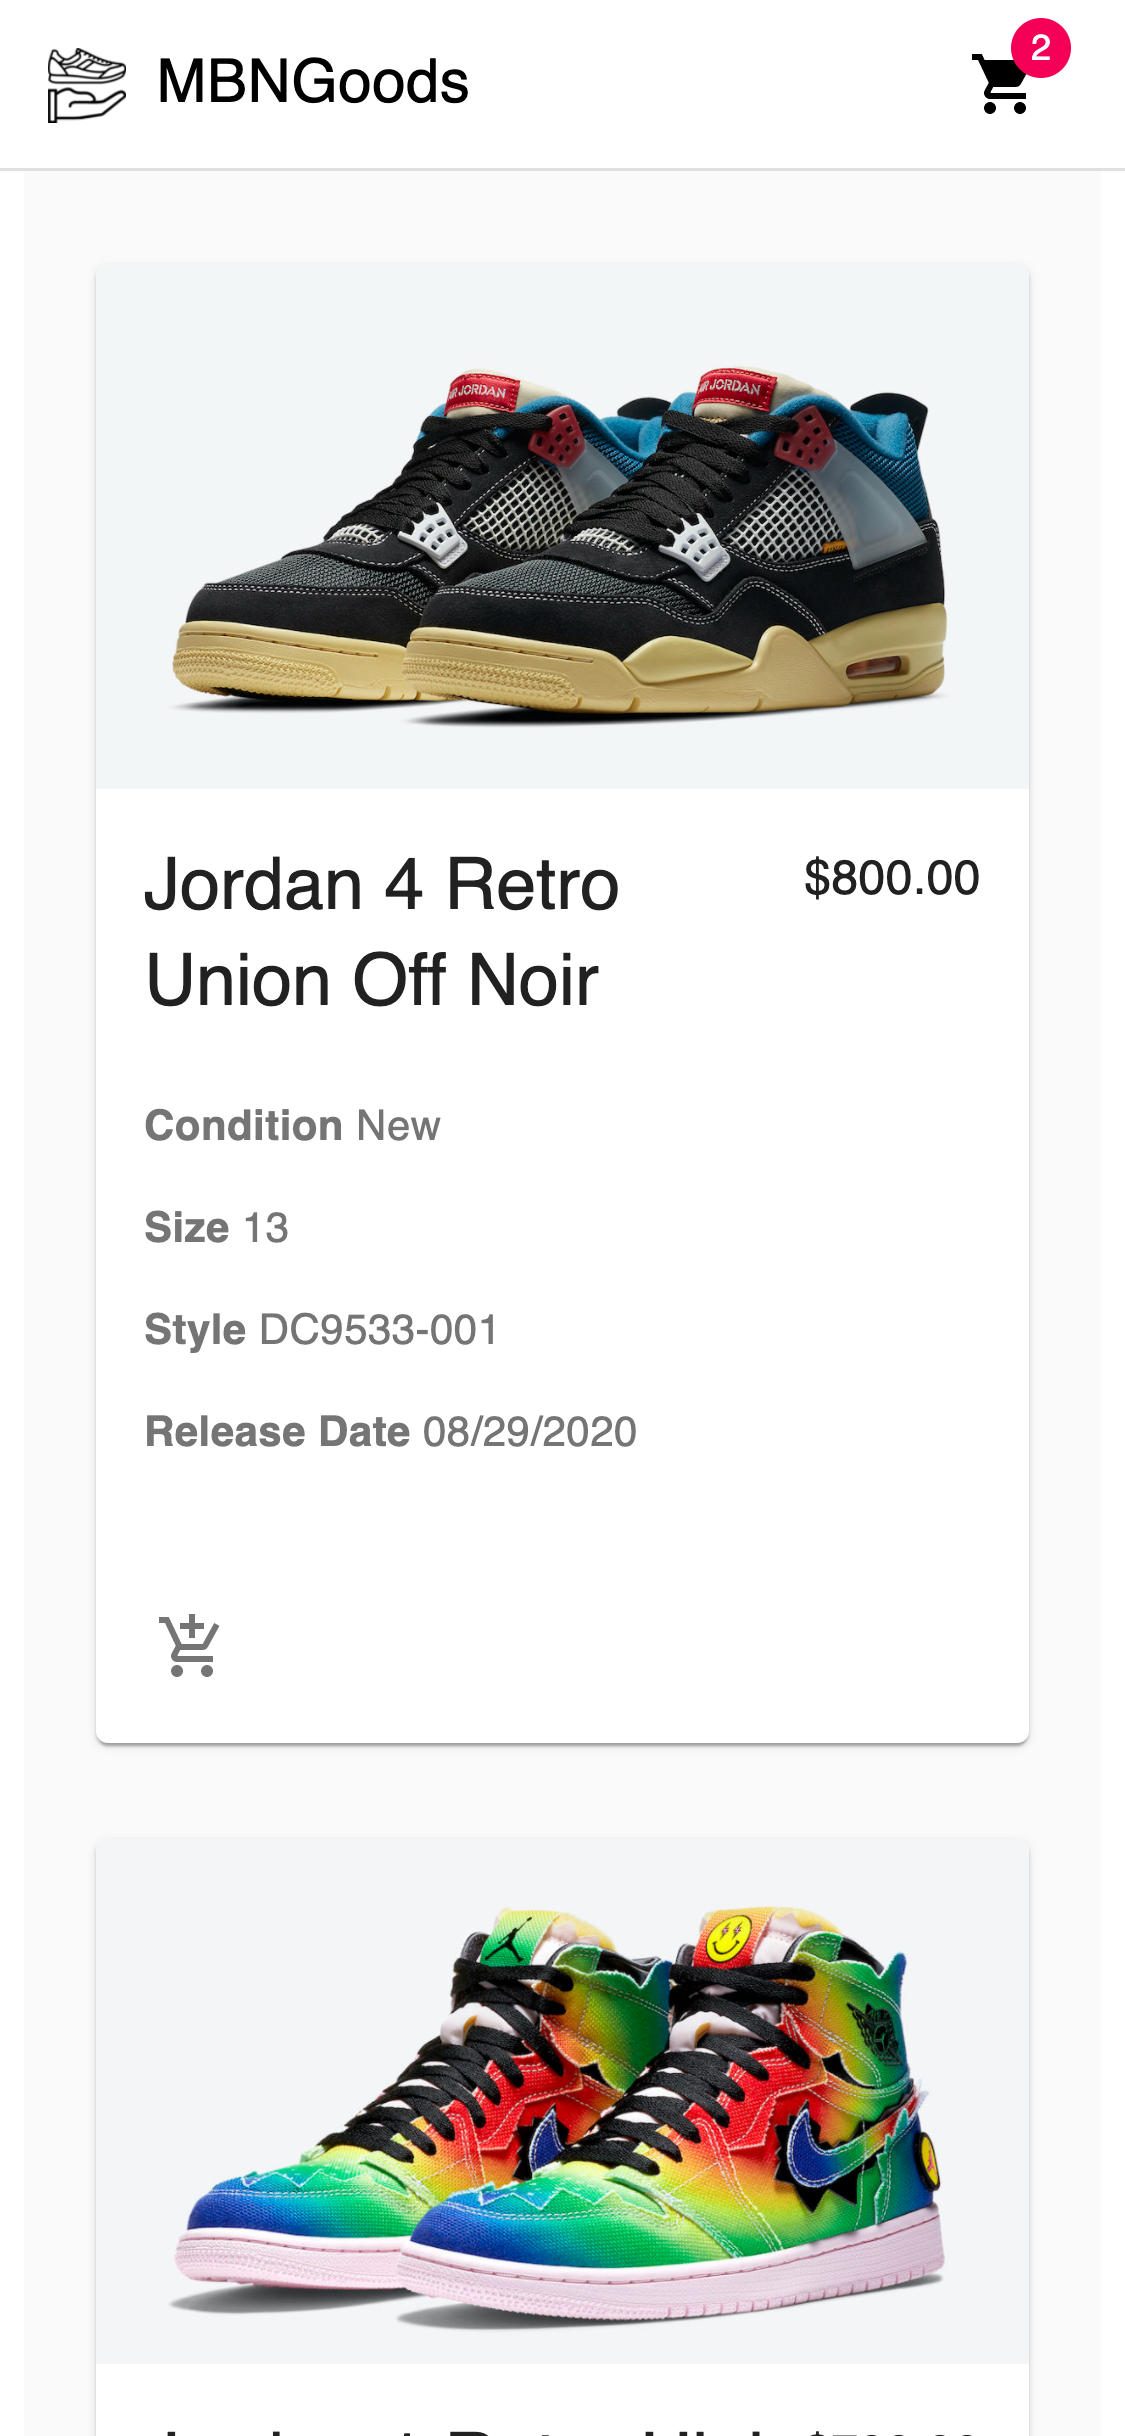 MBNGoods
2
AIR JORDAN
AIR JORDAN
Jordan 4 Retro
Union Off Noir
$800.00
Condition New
Size 13
Style DC9533-001
Release Date 08/29/2020